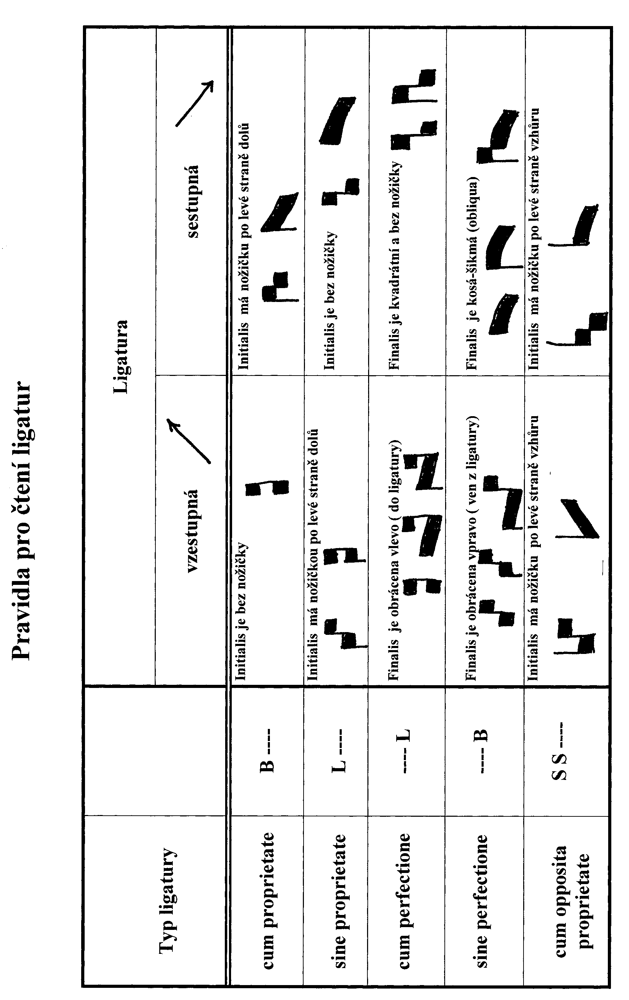 Pravidla pro čtení ligatur
Typ ligatury
Ligatura
vzestupná
sestupná
cum proprietate
B ----
Initialis je bez nožičky
Initialis má nožičku po levé straně dolů
sine proprietate
L ----
Initialis má nožičkou po levé straně dolů
Initialis je bez nožičky
cum perfectione
---- L
Finalis je obrácena vlevo ( do ligatury)
Finalis je kvadrátní a bez nožičky
sine perfectione
---- B
Finalis je obrácena vpravo ( ven z ligatury)
Finalis je kosá-šikmá (obliqua)
cum opposita
proprietate
S S ----
Initialis má nožičku po levé straně vzhůru
Initialis má nožičku po levé straně vzhůru